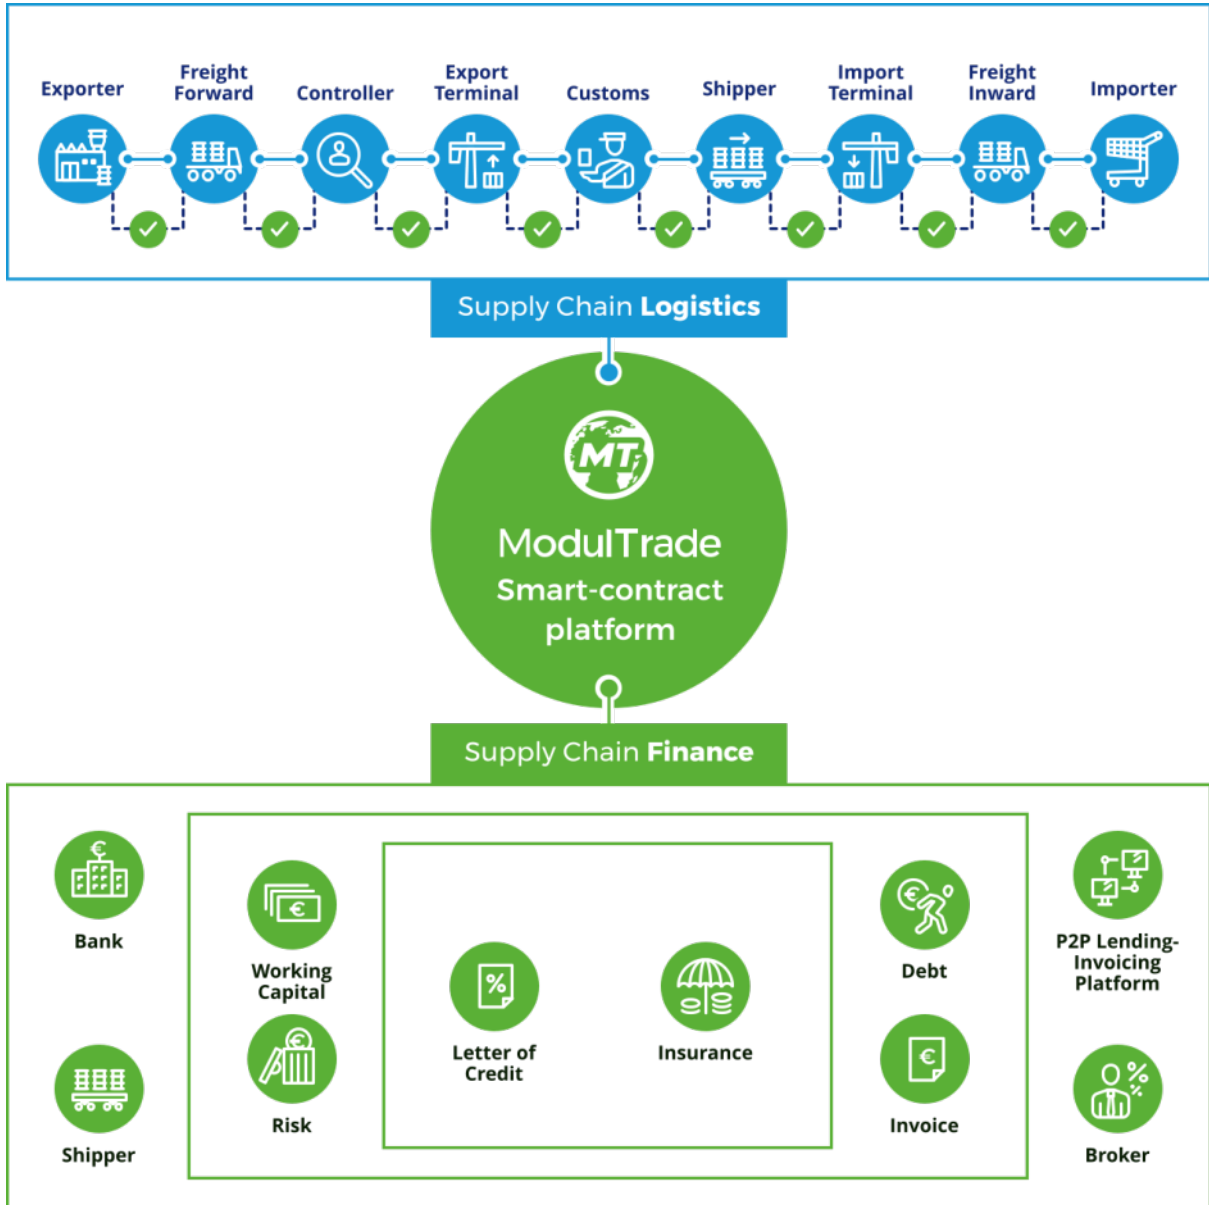 Exporter
Freight
Forward
Controller
Export
Terminal
Customs
Shipper
Import
Terminal
Freight
Inward
Importer
Supply Chain Logistics
MT
ModulTrade
Smart-contract
platform
Supply Chain Finance
Bank
Working
Capital
Letter of
Credit
Insurance
Debt
P2P Lending-
Invoicing
Platform
Shipper
Risk
Invoice
Broker